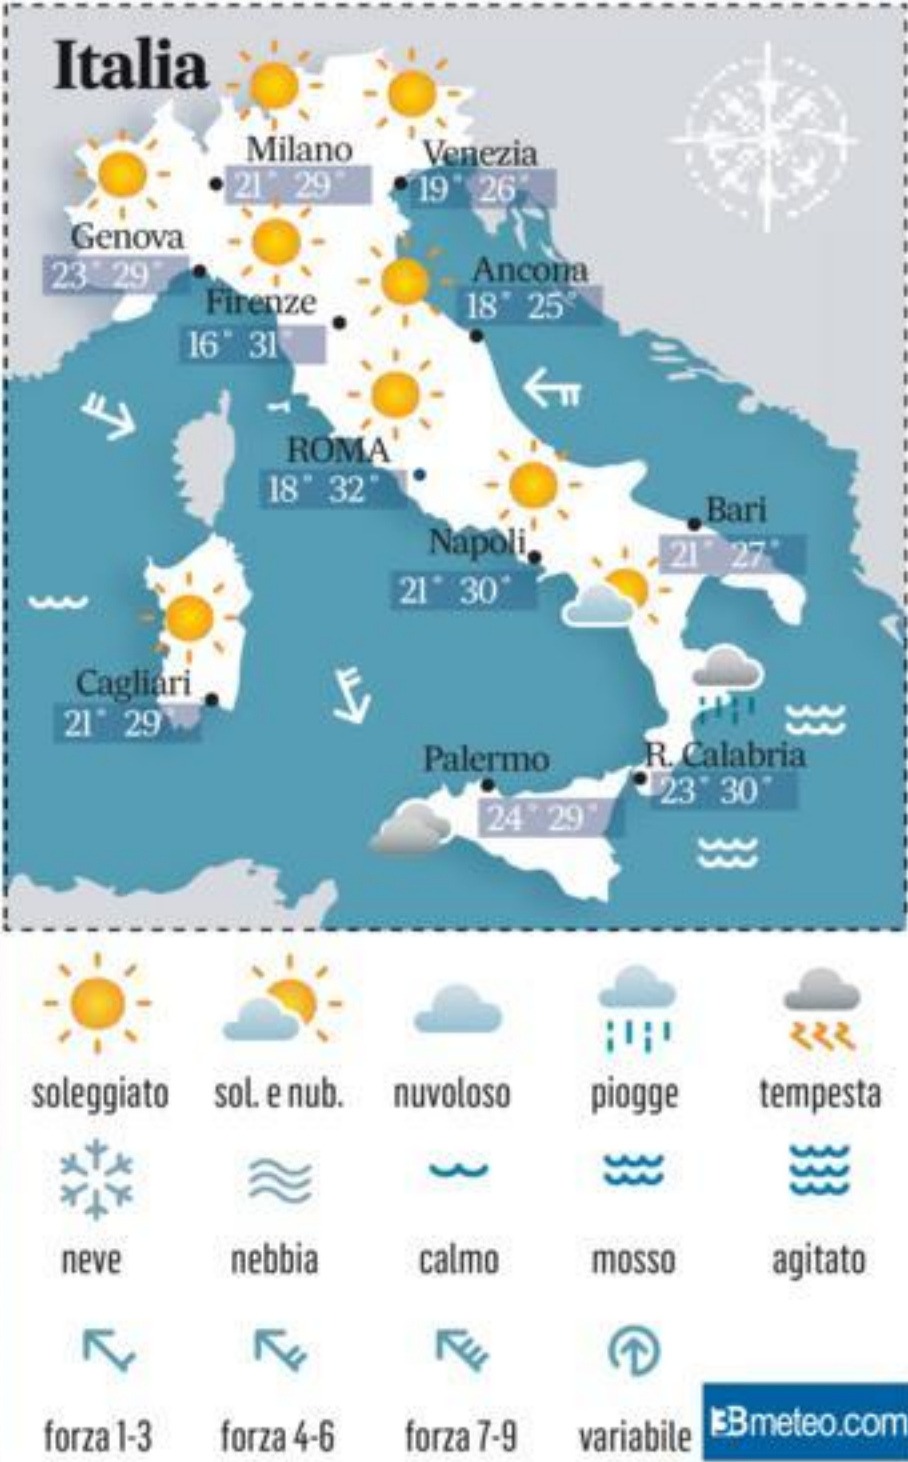 Italia
Milano
21° 29°
Venezia
19° 26°
Genova
23° 29°
Ancona
18° 25°
Firenze
16° 31°
ROMA
18° 32°
Bari
21° 27°
Napoli
21° 30°
Cagliari
21° 29°
Palermo
24° 29°
R. Calabria
23° 30°
soleggiato sol. e nub. nuvoloso piogge tempesta
neve nebbia calmo mosso agitato
forza 1-3 forza 4-6 forza 7-9 variabile
3Bmeteo.com